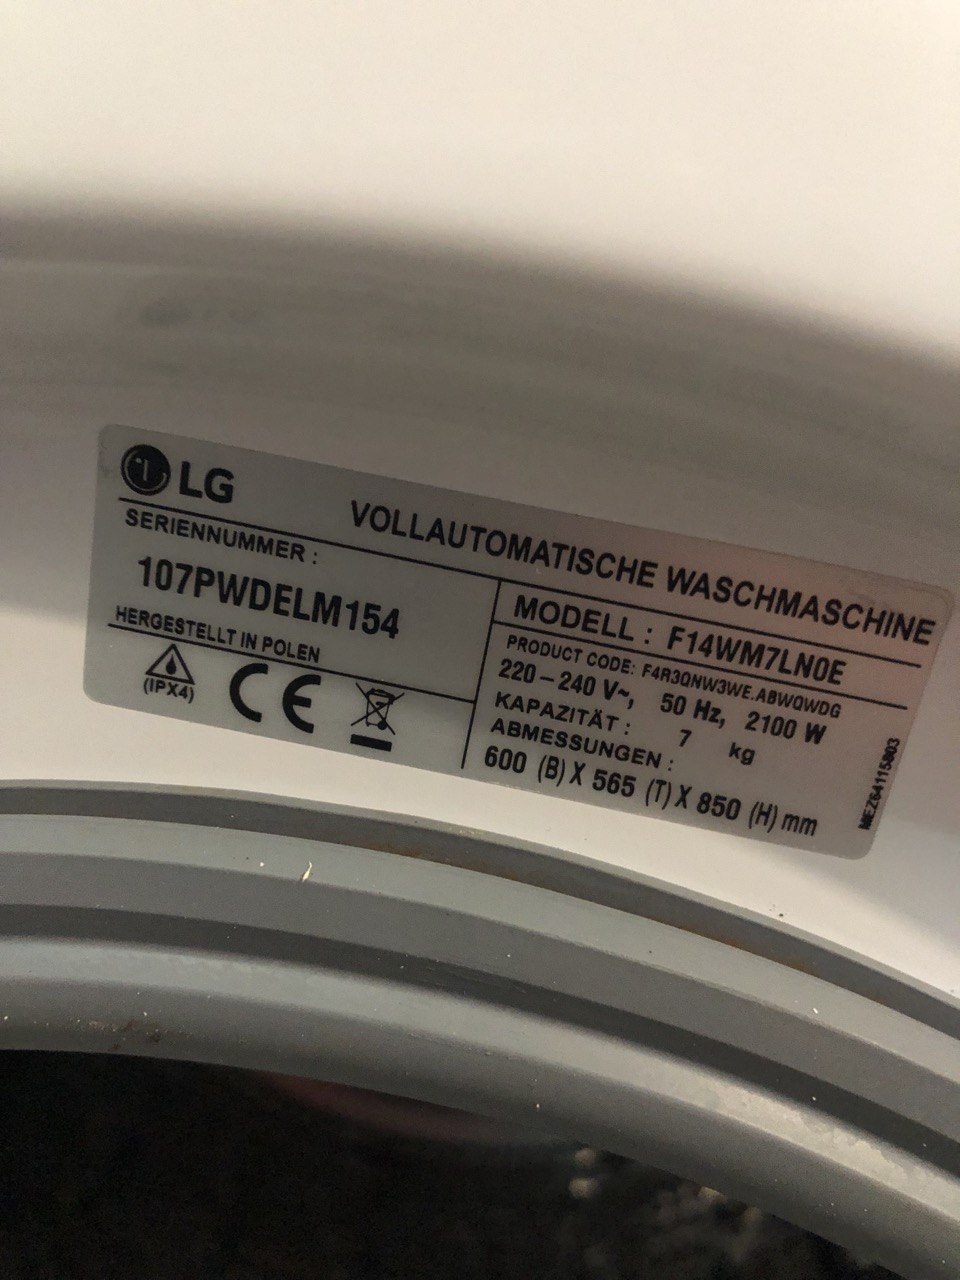 LG
VOLLAUTOMATISCHE WASCHMASCHINE
SERIENNUMMER :
107PWDELM154
HERGESTELLT IN POLEN
(IPX4)
CE
MODELL : F14WM7LN0E
PRODUCT CODE: F4R3QNW3WE.ABWQWDG
220 – 240 V~, 50 Hz, 2100 W
KAPAZITÄT : 7 kg
ABMESSUNGEN :
600 (B) X 565 (T) X 850 (H) mm
MEZ64115803